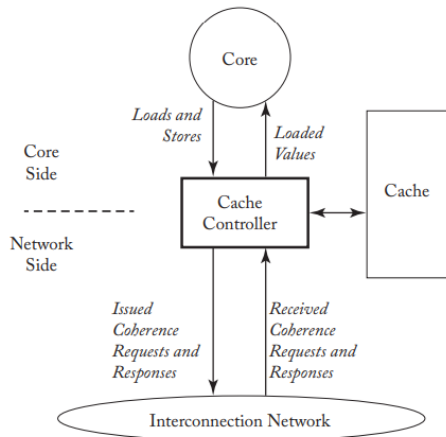 Core
Loads and
Stores
Loaded
Values
Core
Side
Cache
Controller
Cache
Network
Side
Issued
Coherence
Requests and
Responses
Received
Coherence
Requests and
Responses
Interconnection Network